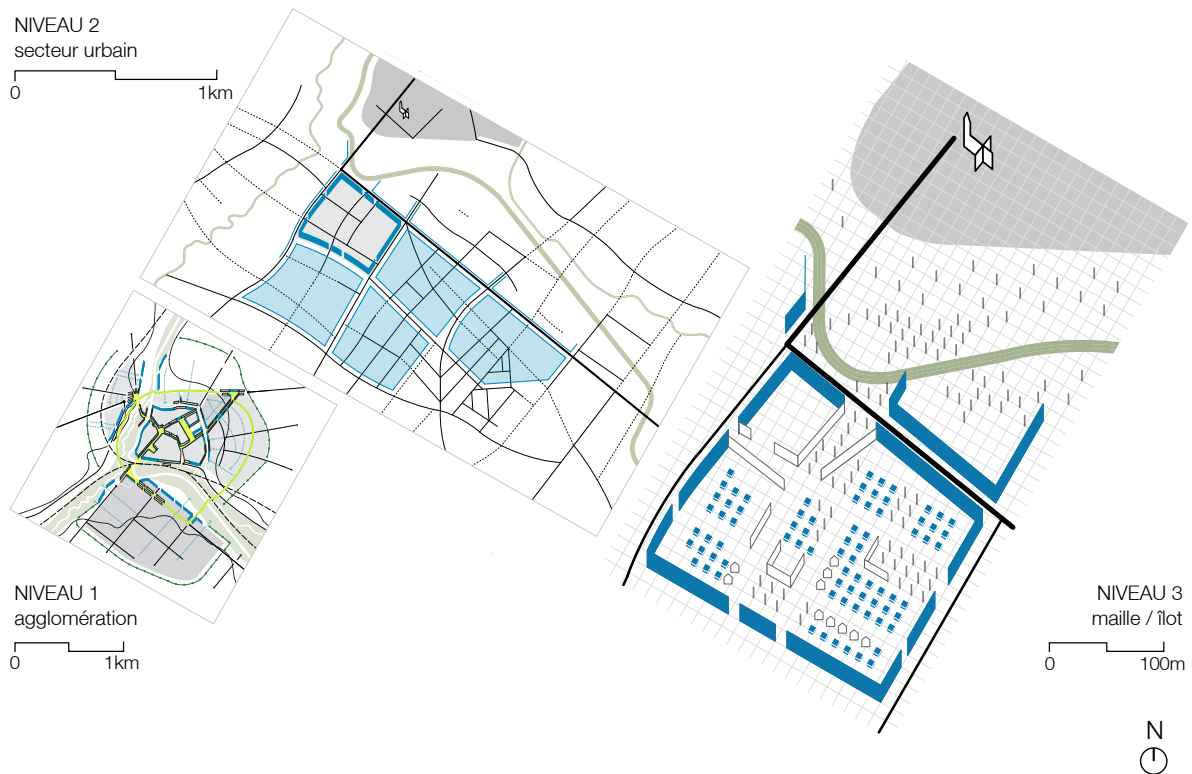 NIVEAU 2
secteur urbain
0 1km
NIVEAU 1
agglomération
0 1km
NIVEAU 3
maille / îlot
0 100m
N